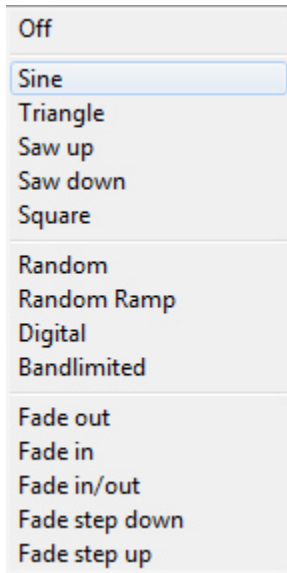 Off
Sine
Triangle
Saw up
Saw down
Square
Random
Random Ramp
Digital
Bandlimited
Fade out
Fade in
Fade in/out
Fade step down
Fade step up